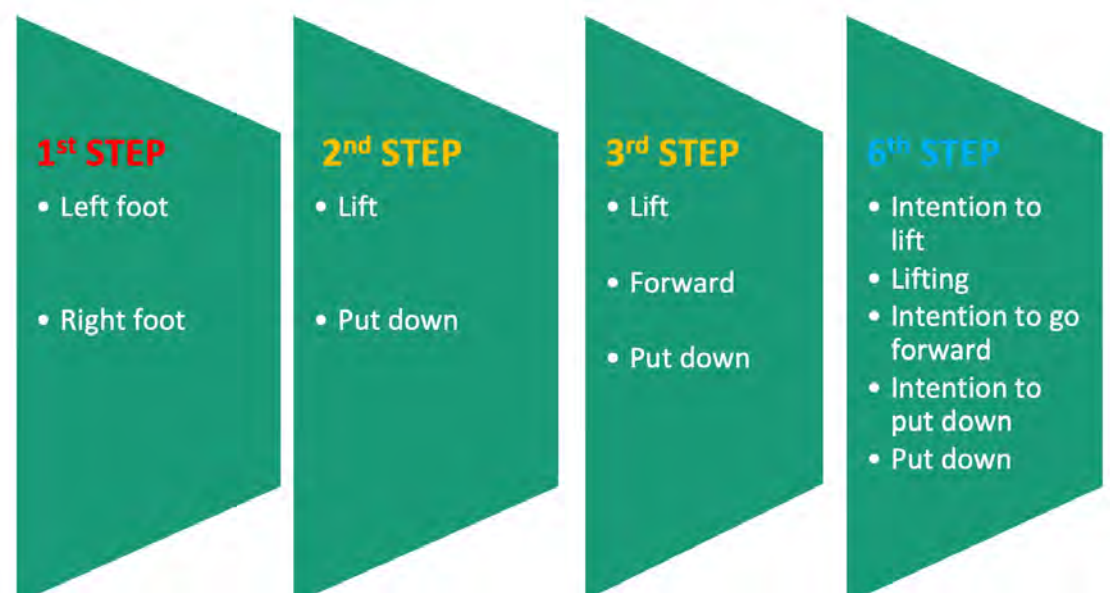 1st STEP
• Left foot
• Right foot
2nd STEP
• Lift
• Put down
3rd STEP
• Lift
• Forward
• Put down
6th STEP
• Intention to
lift
• Lifting
• Intention to go
forward
• Intention to
put down
• Put down